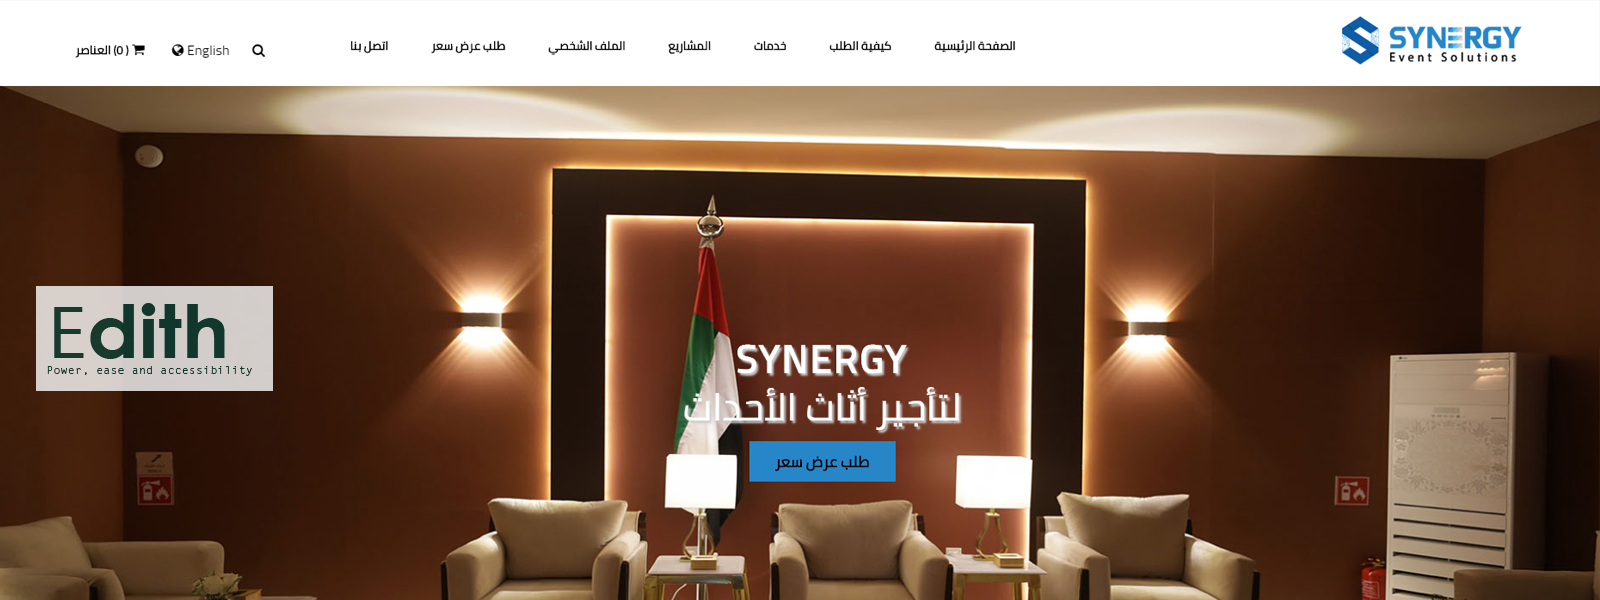 SYNERGY
Event Solutions
الصفحة الرئيسية
كيفية الطلب
خدمات
المشاريع
الملف الشخصي
طلب عرض سعر
اتصل بنا
English
( 0) العناصر
Edith
Power, ease and accessibility
SYNERGY
لتأجير أثاث الأحداث
طلب عرض سعر